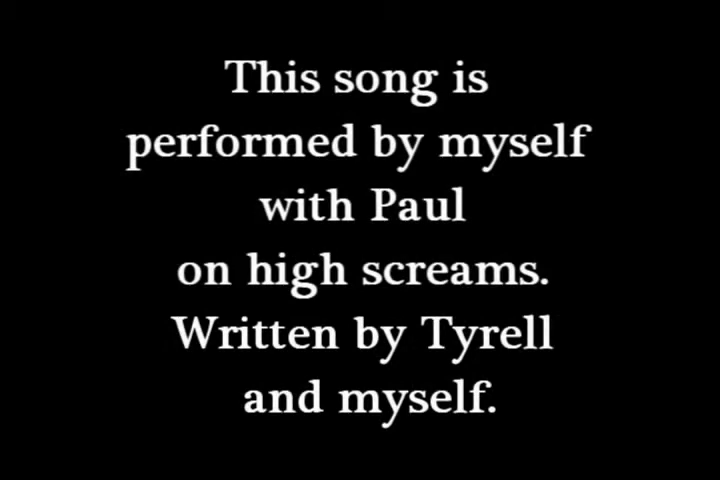 This song is
performed by myself
with Paul
on high screams.
Written by Tyrell
and myself.